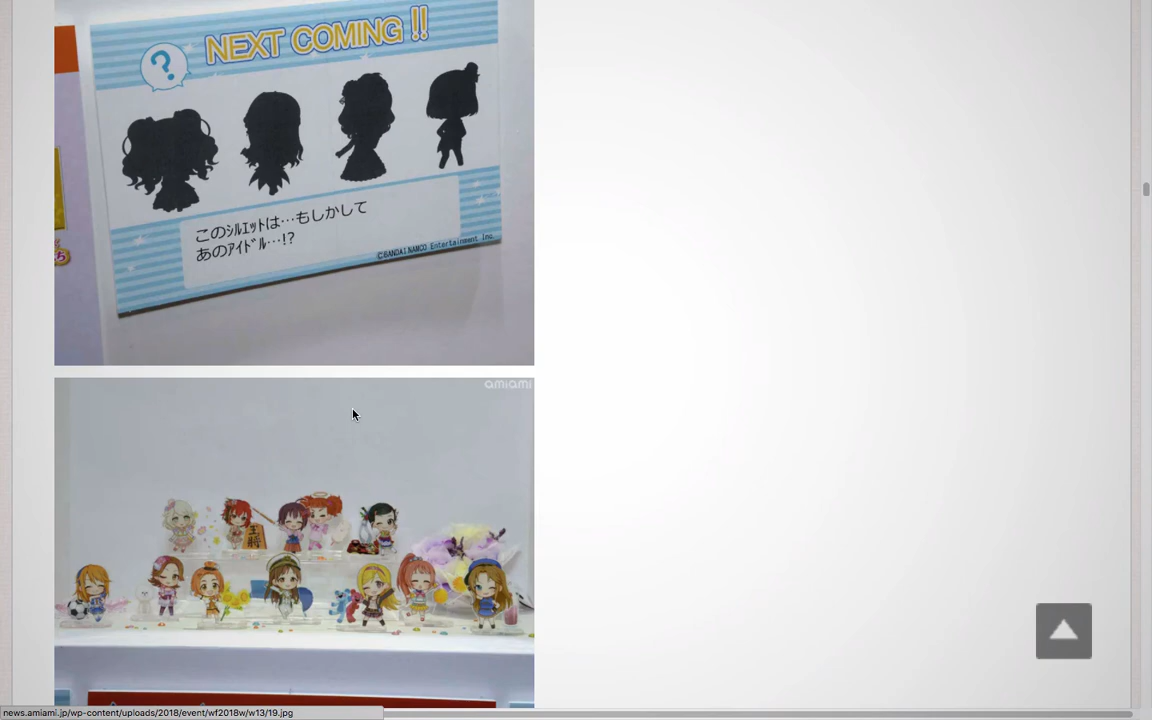 ?
NEXT COMING!!
このｼﾙｴｯﾄは…もしかして
あのｱｲﾄﾞﾙ…!?
©BANDAI NAMCO Entertainment Inc.
amiami
王将
news.amiami.jp/wp-content/uploads/2018/event/wf2018w/w13/19.jpg